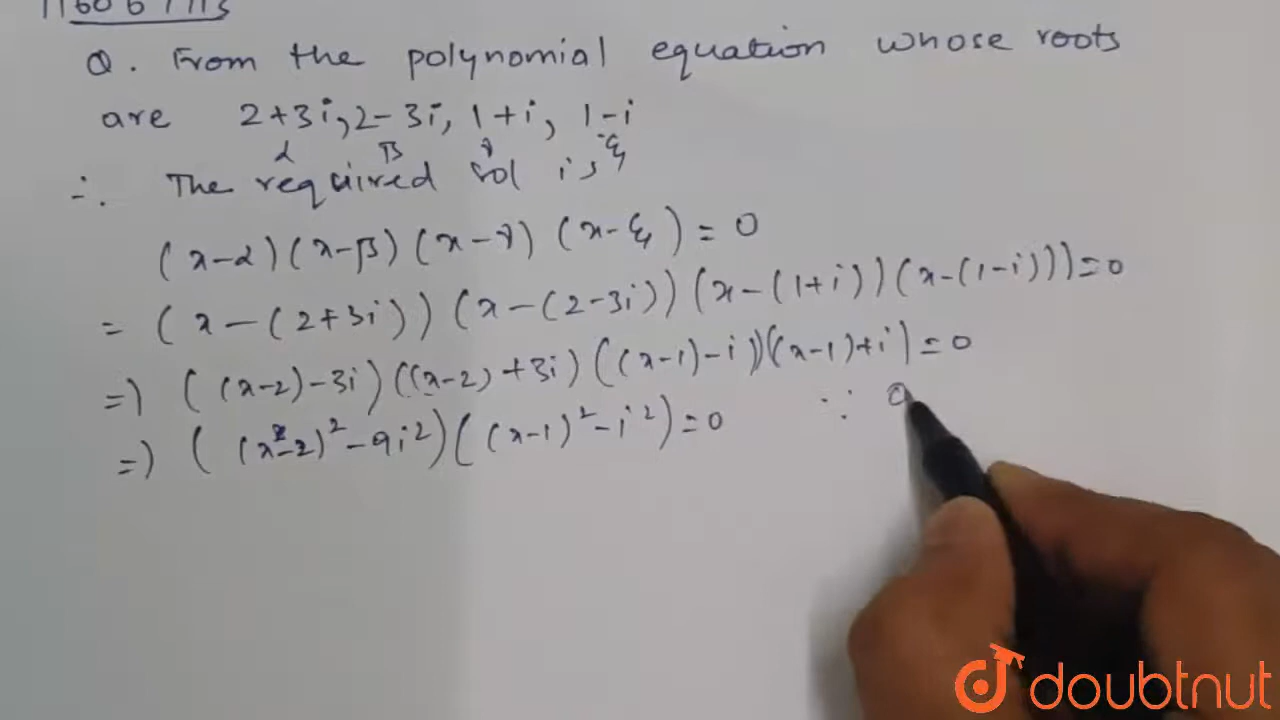 Q. From the polynomial equation whose roots
are 2+3i, 2-3i, 1+i, 1-i
α β γ ξ
∴ The required sol is
(x-α)(x-β)(x-γ)(x-ξ)=0
= (x-(2+3i))(x-(2-3i))(x-(1+i))(x-(1-i)))=0
=) ((x-2)-3i)((x-2)+3i)((x-1)-i)((x-1)+i)=0
=) ((x-2)²-9i²)((x-1)²-i²)=0 ∵
doubtnut